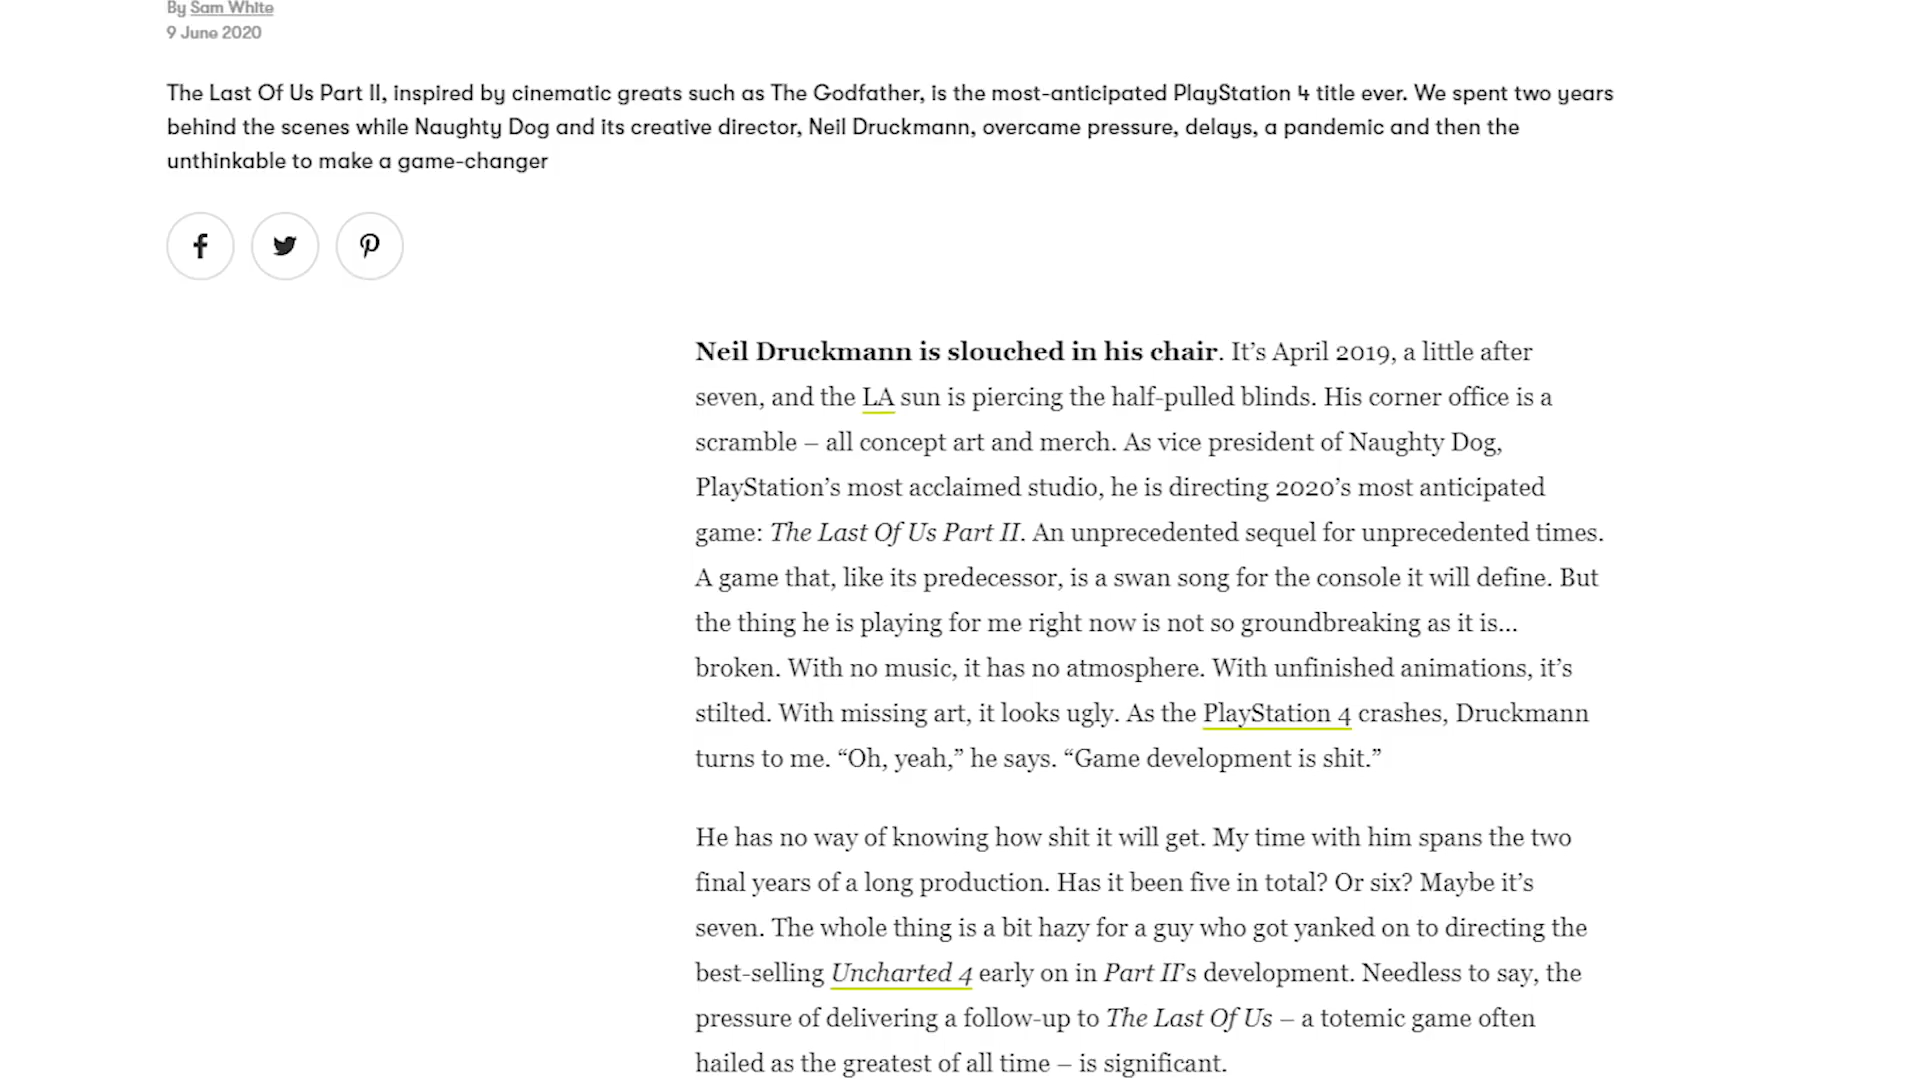 By Sam White
9 June 2020
The Last Of Us Part II, inspired by cinematic greats such as The Godfather, is the most-anticipated PlayStation 4 title ever. We spent two years
behind the scenes while Naughty Dog and its creative director, Neil Druckmann, overcame pressure, delays, a pandemic and then the
unthinkable to make a game-changer
Neil Druckmann is slouched in his chair. It’s April 2019, a little after
seven, and the LA sun is piercing the half-pulled blinds. His corner office is a
scramble – all concept art and merch. As vice president of Naughty Dog,
PlayStation’s most acclaimed studio, he is directing 2020’s most anticipated
game: The Last Of Us Part II. An unprecedented sequel for unprecedented times.
A game that, like its predecessor, is a swan song for the console it will define. But
the thing he is playing for me right now is not so groundbreaking as it is...
broken. With no music, it has no atmosphere. With unfinished animations, it’s
stilted. With missing art, it looks ugly. As the PlayStation 4 crashes, Druckmann
turns to me. “Oh, yeah,” he says. “Game development is shit.”
He has no way of knowing how shit it will get. My time with him spans the two
final years of a long production. Has it been five in total? Or six? Maybe it’s
seven. The whole thing is a bit hazy for a guy who got yanked on to directing the
best-selling Uncharted 4 early on in Part II’s development. Needless to say, the
pressure of delivering a follow-up to The Last Of Us – a totemic game often
hailed as the greatest of all time – is significant.